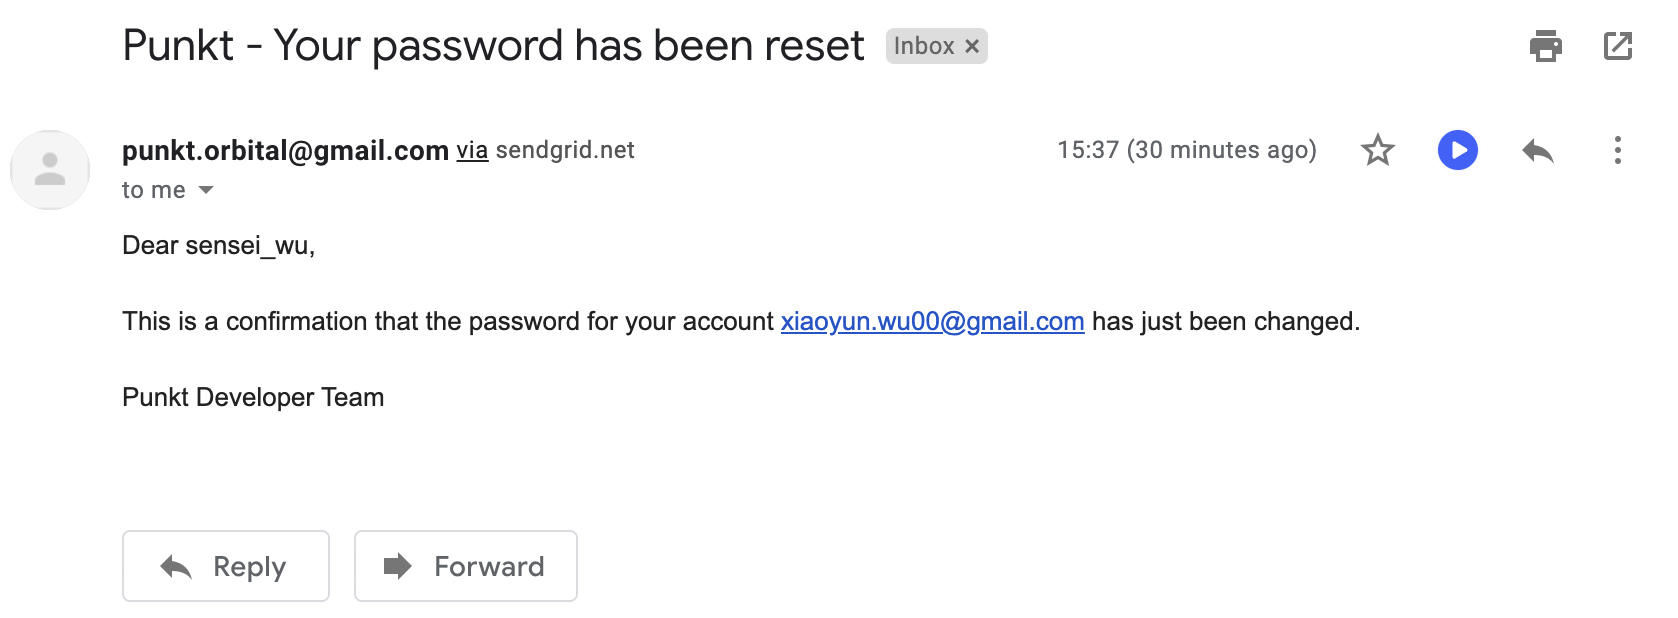 Punkt - Your password has been reset Inbox ×
punkt.orbital@gmail.com via sendgrid.net 15:37 (30 minutes ago)
to me
Dear sensei_wu,
This is a confirmation that the password for your account xiaoyun.wu00@gmail.com has just been changed.
Punkt Developer Team
Reply Forward